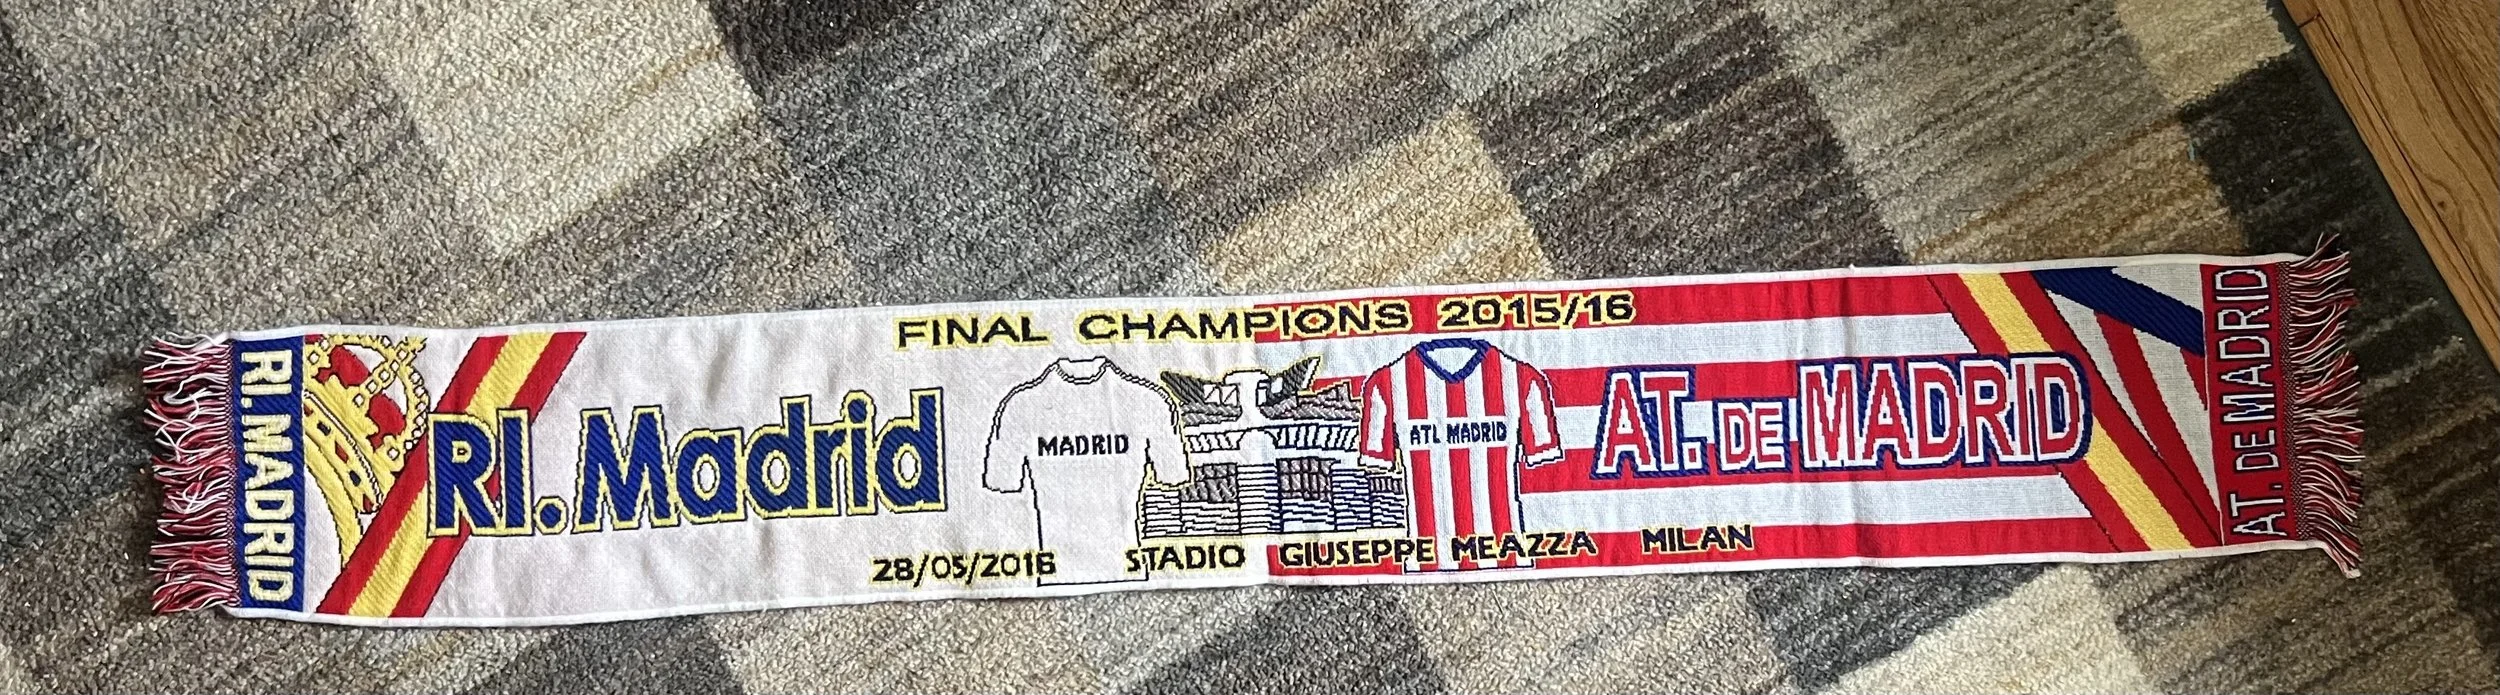 FINAL CHAMPIONS 2015/16
RI. MADRID
RI. Madrid
MADRID
ATL MADRID
AT. DE MADRID
AT. DE MADRID
28/05/2016 STADIO GIUSEPPE MEAZZA MILAN